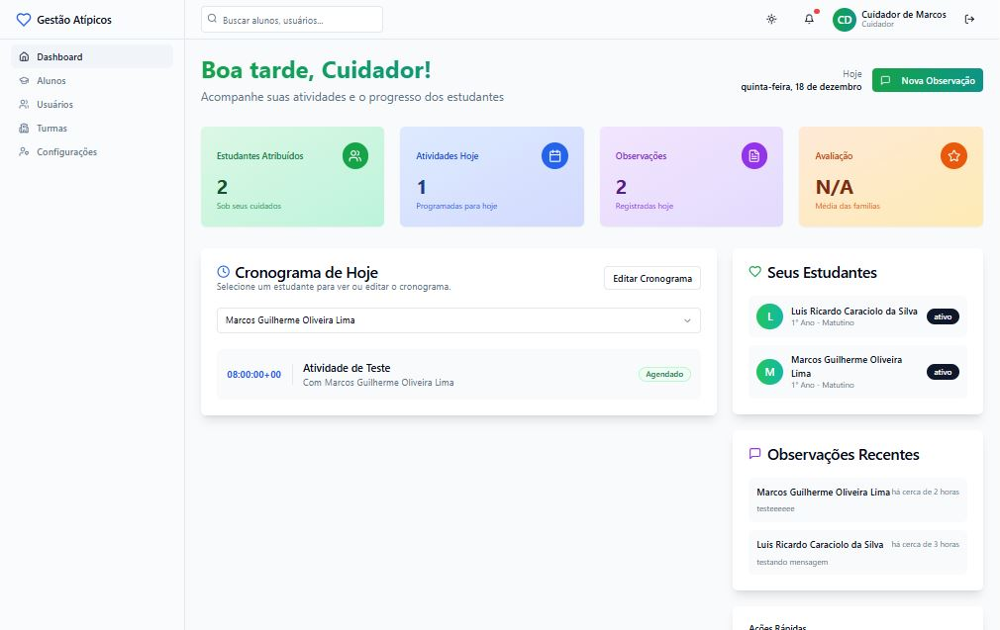 Gestão Atípicos
Buscar alunos, usuários...
CD
Cuidador de Marcos
Cuidador
Dashboard
Alunos
Usuários
Turmas
Configurações
Boa tarde, Cuidador!
Acompanhe suas atividades e o progresso dos estudantes
Hoje
quinta-feira, 18 de dezembro
Nova Observação
Estudantes Atribuídos
2
Sob seus cuidados
Atividades Hoje
1
Programadas para hoje
Observações
2
Registradas hoje
Avaliação
N/A
Média das famílias
Cronograma de Hoje
Selecione um estudante para ver ou editar o cronograma.
Editar Cronograma
Marcos Guilherme Oliveira Lima
08:00:00+00
Atividade de Teste
Com Marcos Guilherme Oliveira Lima
Agendado
Seus Estudantes
L
Luís Ricardo Caraciolo da Silva
1° Ano - Matutino
ativo
M
Marcos Guilherme Oliveira
Lima
1° Ano - Matutino
ativo
Observações Recentes
Marcos Guilherme Oliveira Lima há cerca de 2 horas
testeeeeee
Luís Ricardo Caraciolo da Silva há cerca de 3 horas
testando mensagem
Ações Rápidas